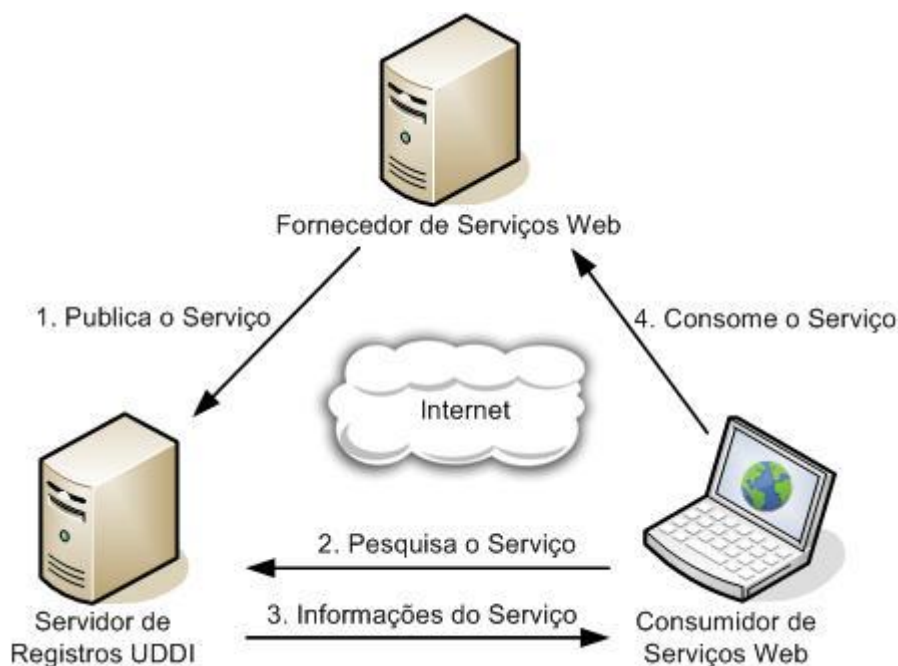 Fornecedor de Serviços Web
1. Publica o Serviço
4. Consome o Serviço
Internet
2. Pesquisa o Serviço
3. Informações do Serviço
Servidor de
Registros UDDI
Consumidor de
Serviços Web